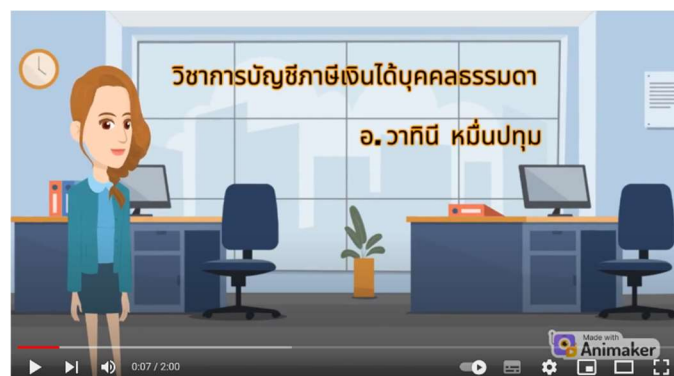 วิชาการบัญชีภาษีเงินได้บุคคลธรรมดา
อ. วาทินี หมื่นปทุม
Made with
Animaker
0:07 / 2:00